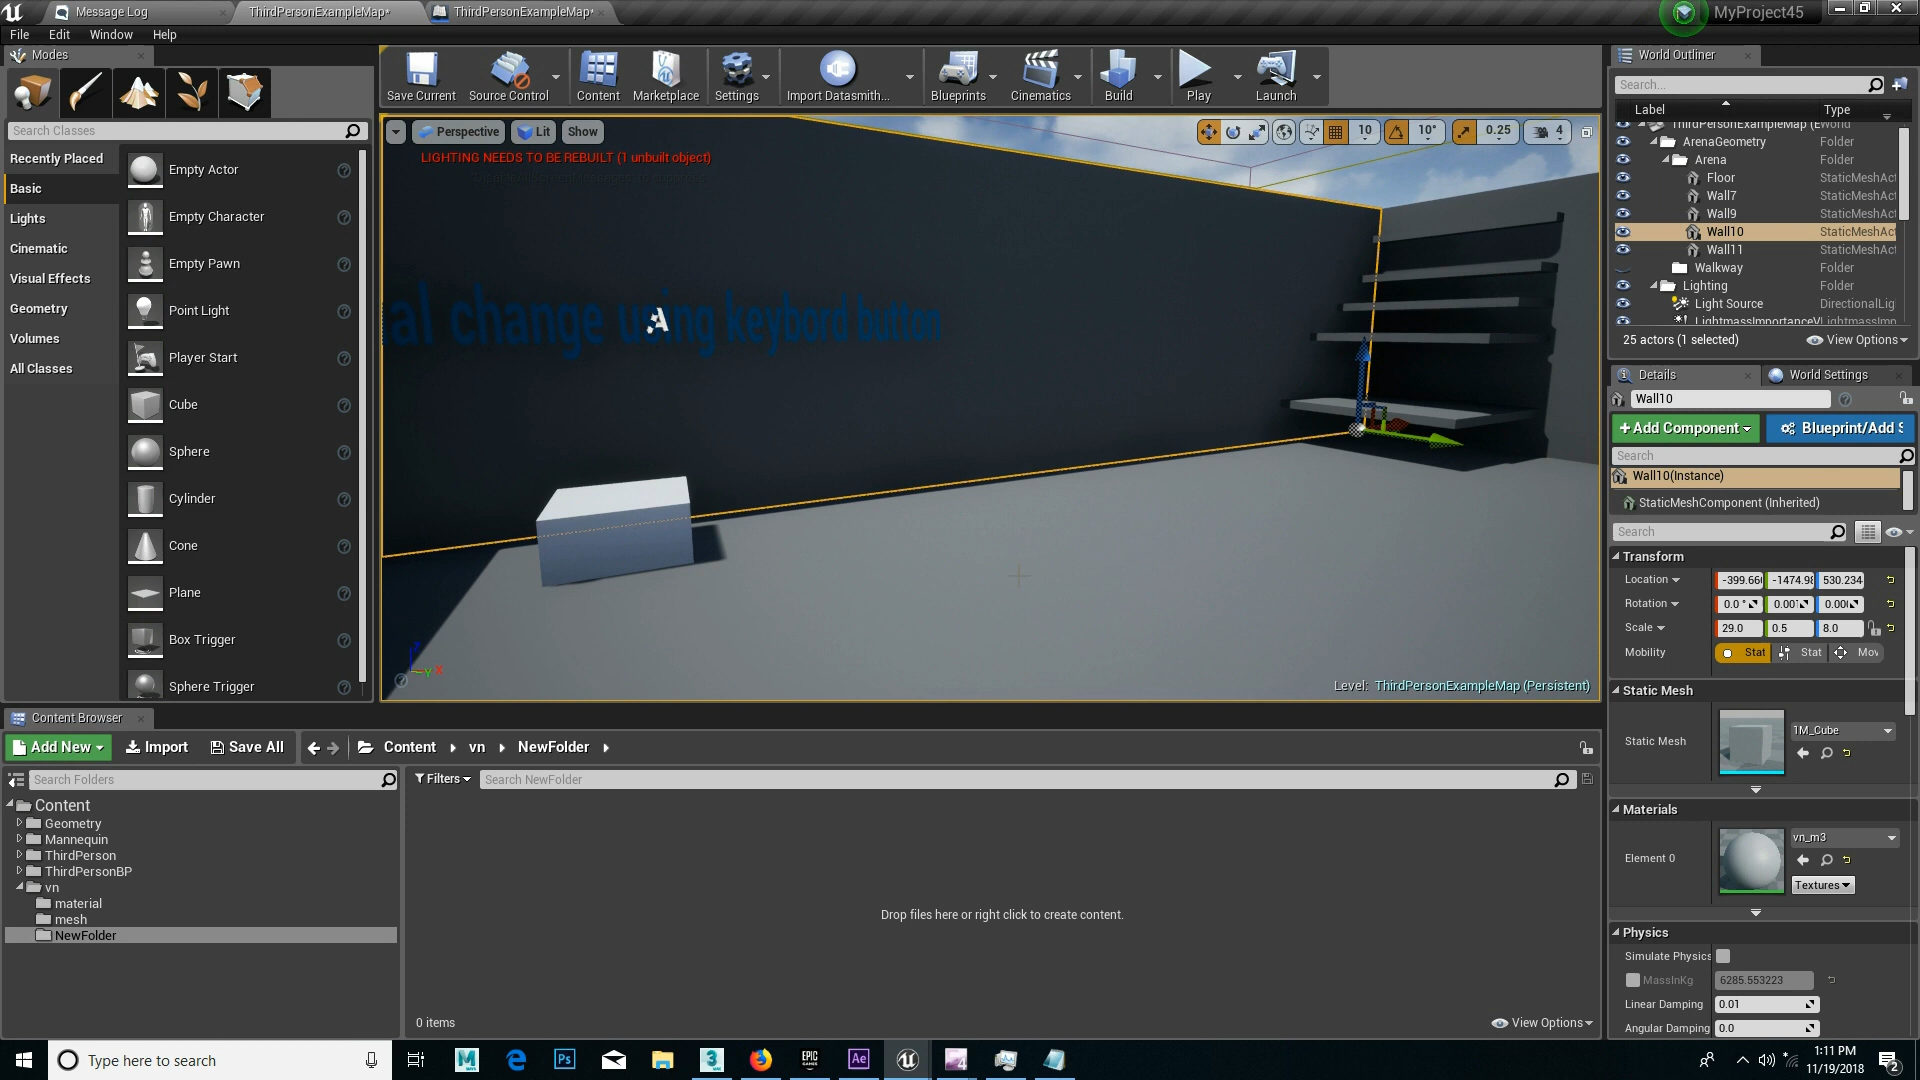 Message Log
ThirdPersonExampleMap*
ThirdPersonExampleMap*
MyProject45
File Edit Window Help
Modes
Search Classes
Recently Placed
Basic
Lights
Cinematic
Visual Effects
Geometry
Volumes
All Classes
Empty Actor
Empty Character
Empty Pawn
Point Light
Player Start
Cube
Sphere
Cylinder
Cone
Plane
Box Trigger
Sphere Trigger
Save Current Source Control Content Marketplace Settings Import Datasmith... Blueprints Cinematics Build Play Launch
Perspective Lit Show
10 10° 0.25 4
LIGHTING NEEDS TO BE REBUILT (1 unbuilt object)
al change using keybord button
Level: ThirdPersonExampleMap (Persistent)
World Outliner
Search...
Label Type
ThirdPersonExampleMap (E World
ArenaGeometry Folder
Arena Folder
Floor StaticMeshAct
Wall7 StaticMeshAct
Wall9 StaticMeshAct
Wall10 StaticMeshAct
Wall11 StaticMeshAct
Walkway Folder
Lighting Folder
Light Source DirectionalLig
LightmassImportanceV LightmassImp
25 actors (1 selected) View Options
Details World Settings
Wall10
+Add Component Blueprint/Add S
Search
Wall10(Instance)
StaticMeshComponent (Inherited)
Search
Transform
Location -399.66 -1474.98 530.234
Rotation 0.0 ° 0.00 0.00
Scale 29.0 0.5 8.0
Mobility Stat Stat Mov
Static Mesh
Static Mesh 1M_Cube
Materials
Element 0 vn_m3
Textures
Physics
Simulate Physics
MassInKg 6285.553223
Linear Damping 0.01
Angular Damping 0.0
Content Browser
Add New Import Save All Content vn NewFolder
Search Folders
Filters Search NewFolder
Content
Geometry
Mannequin
ThirdPerson
ThirdPersonBP
vn
material
mesh
NewFolder
Drop files here or right click to create content.
0 items View Options
Type here to search
1:11 PM
11/19/2018
2